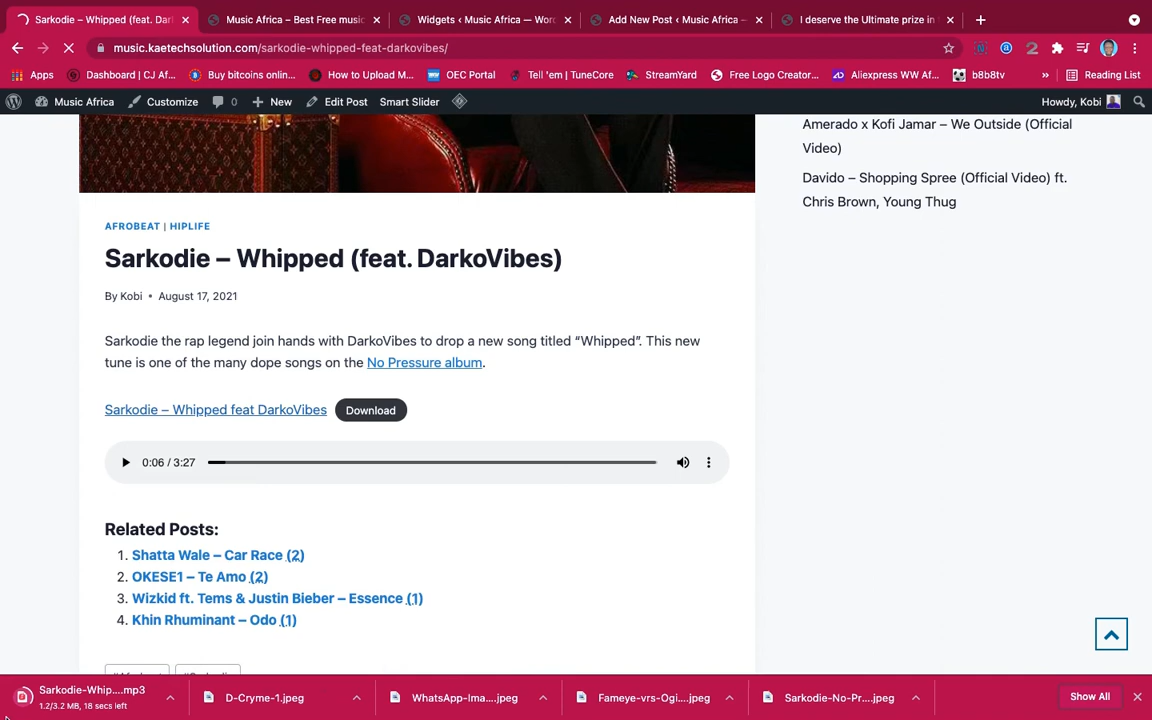 Sarkodie – Whipped (feat. Dark
Music Africa – Best Free music
Widgets ‹ Music Africa — Wor
Add New Post ‹ Music Africa —
I deserve the Ultimate prize in
music.kaetechsolution.com/sarkodie-whipped-feat-darkovibes/
Apps
Dashboard | CJ Af...
Buy bitcoins onlin...
How to Upload M...
OEC Portal
Tell 'em | TuneCore
StreamYard
Free Logo Creator...
Aliexpress WW Af...
b8b8tv
»
Reading List
Music Africa
Customize
0
New
Edit Post
Smart Slider
Howdy, Kobi
Amerado x Kofi Jamar – We Outside (Official
Video)
Davido – Shopping Spree (Official Video) ft.
Chris Brown, Young Thug
AFROBEAT | HIPLIFE
Sarkodie – Whipped (feat. DarkoVibes)
By Kobi • August 17, 2021
Sarkodie the rap legend join hands with DarkoVibes to drop a new song titled “Whipped”. This new
tune is one of the many dope songs on the No Pressure album.
Sarkodie – Whipped feat DarkoVibes
Download
0:06 / 3:27
Related Posts:
1. Shatta Wale – Car Race (2)
2. OKESE1 – Te Amo (2)
3. Wizkid ft. Tems & Justin Bieber – Essence (1)
4. Khin Rhuminant – Odo (1)
Sarkodie-Whip....mp3
1.2/3.2 MB, 18 secs left
D-Cryme-1.jpeg
WhatsApp-Ima....jpeg
Fameye-vrs-Ogi....jpeg
Sarkodie-No-Pr....jpeg
Show All